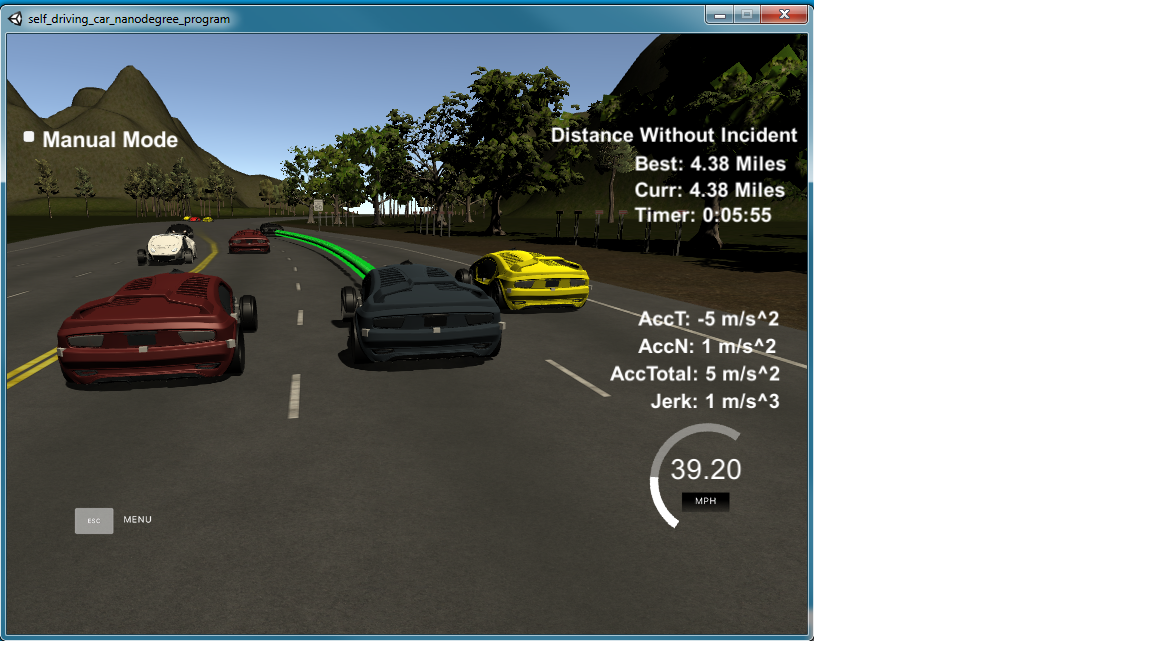 self_driving_car_nanodegree_program
Manual Mode
Distance Without Incident
Best: 4.38 Miles
Curr: 4.38 Miles
Timer: 0:05:55
AccT: -5 m/s^2
AccN: 1 m/s^2
AccTotal: 5 m/s^2
Jerk: 1 m/s^3
39.20
MPH
ESC MENU